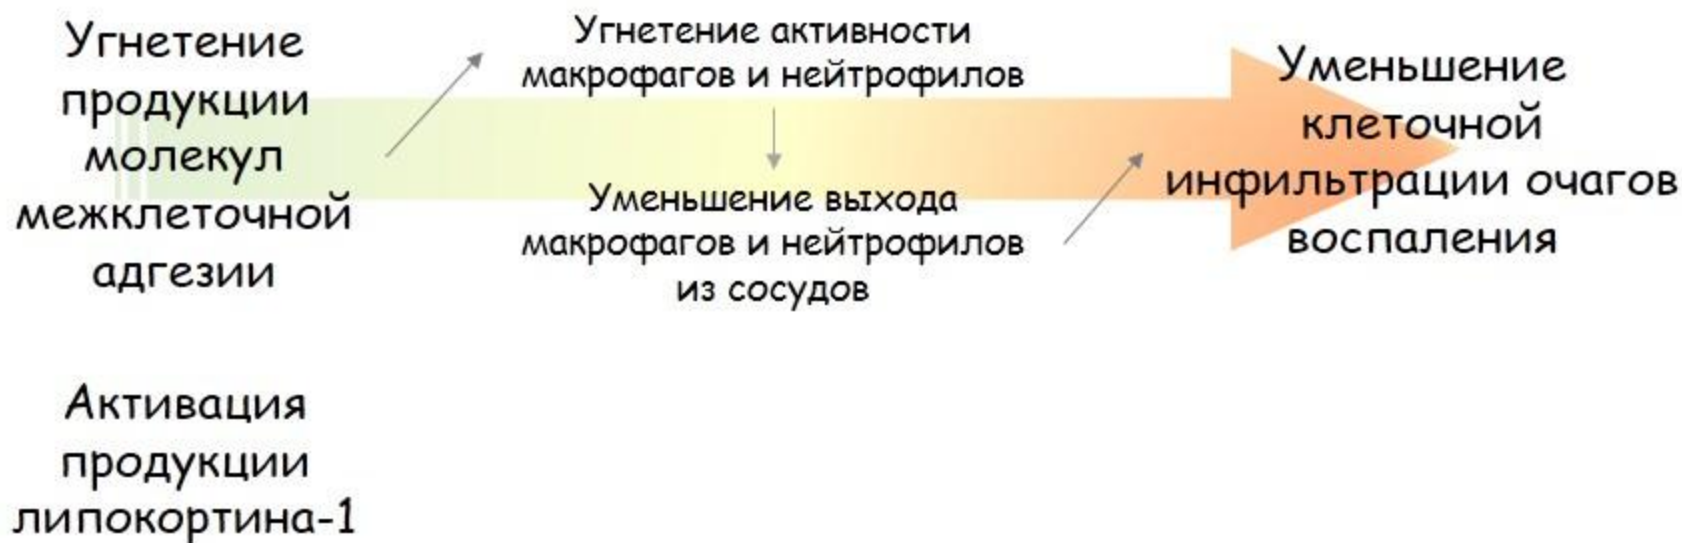 Угнетение
продукции
молекул
межклеточной
адгезии
Угнетение активности
макрофагов и нейтрофилов
Уменьшение выхода
макрофагов и нейтрофилов
из сосудов
Уменьшение
клеточной
инфильтрации очагов
воспаления
Активация
продукции
липокортина-1